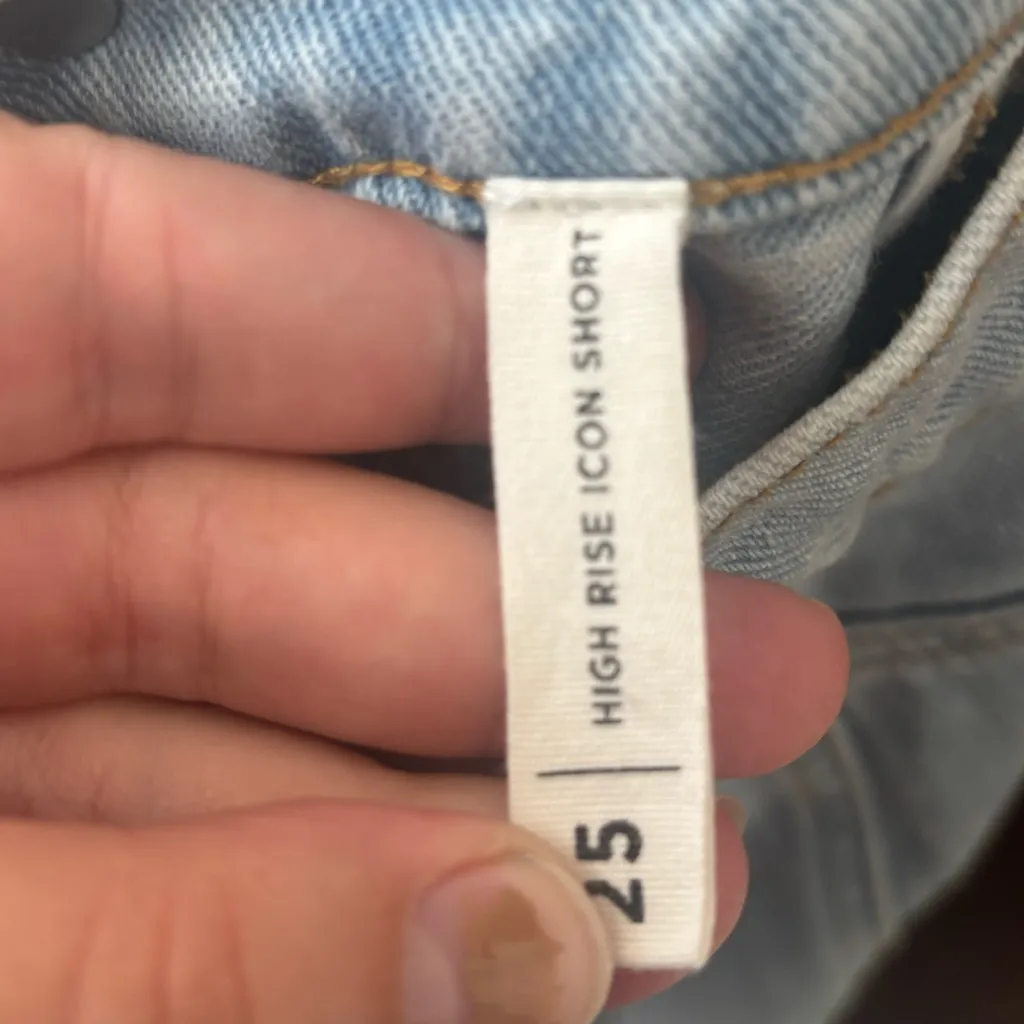 25 | HIGH RISE ICON SHORT